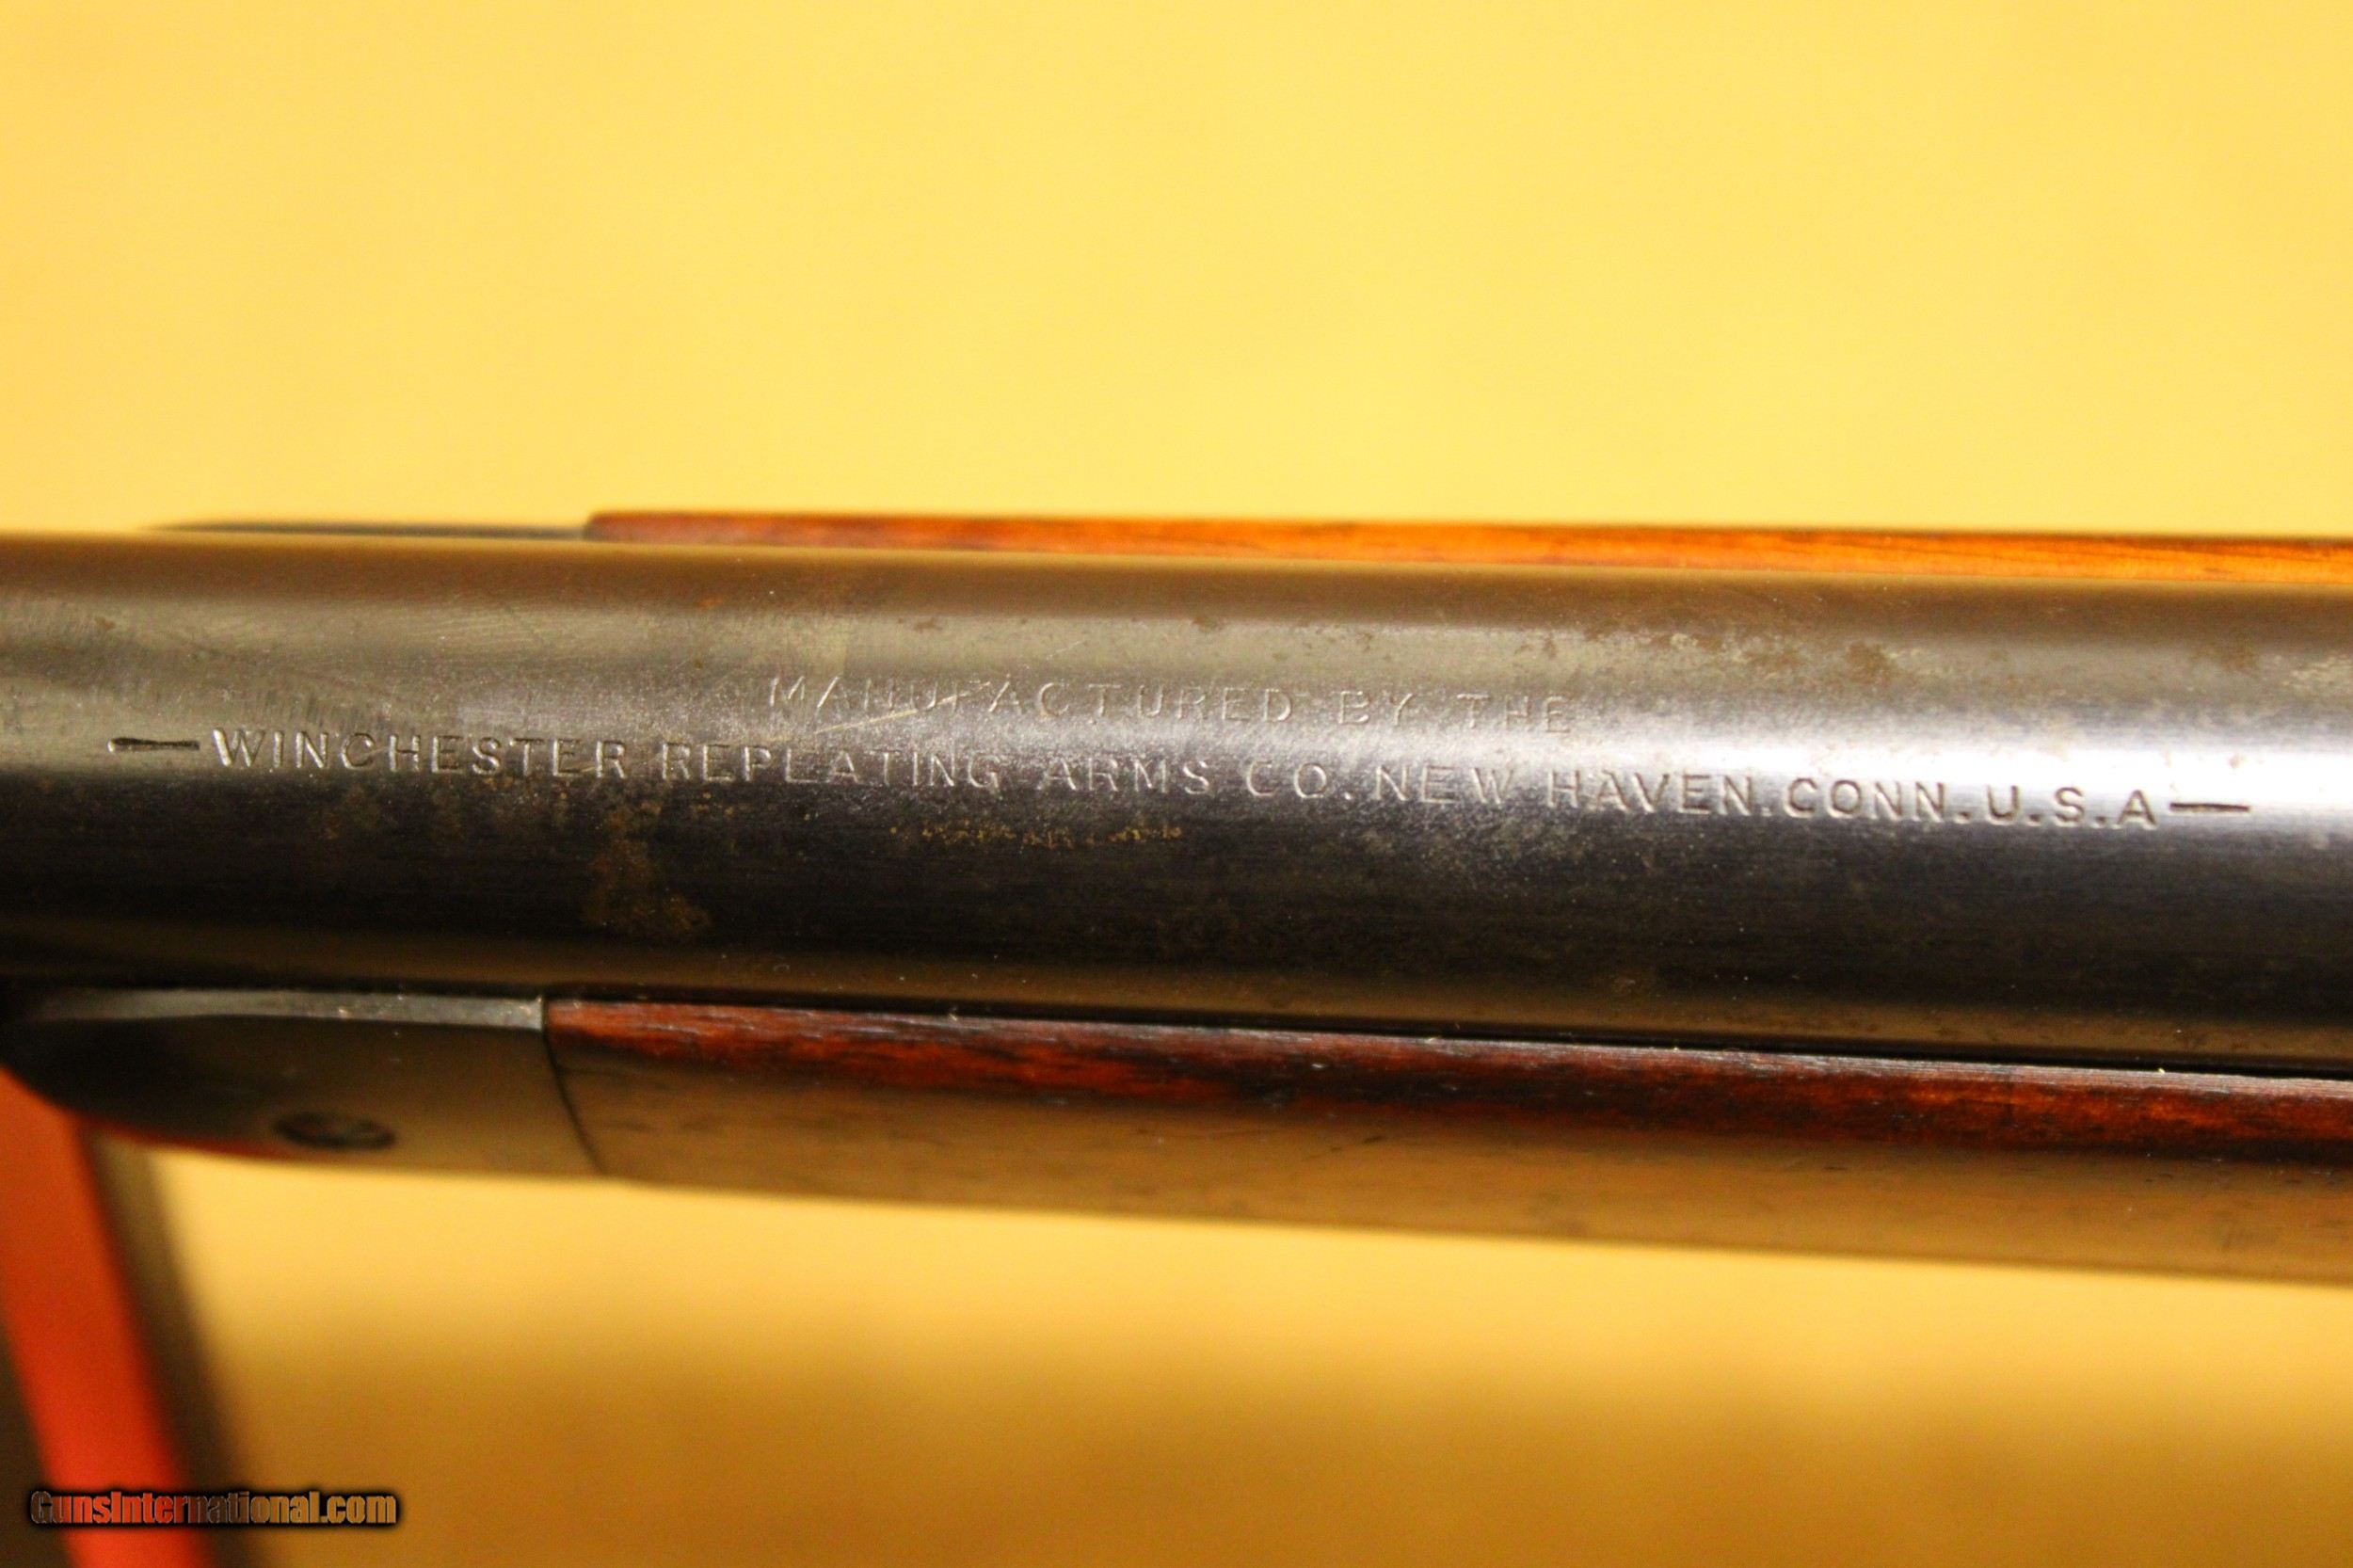 MANUFACTURED BY THE
—WINCHESTER REPEATING ARMS CO. NEW HAVEN. CONN. U.S.A—
GunsInternational.com